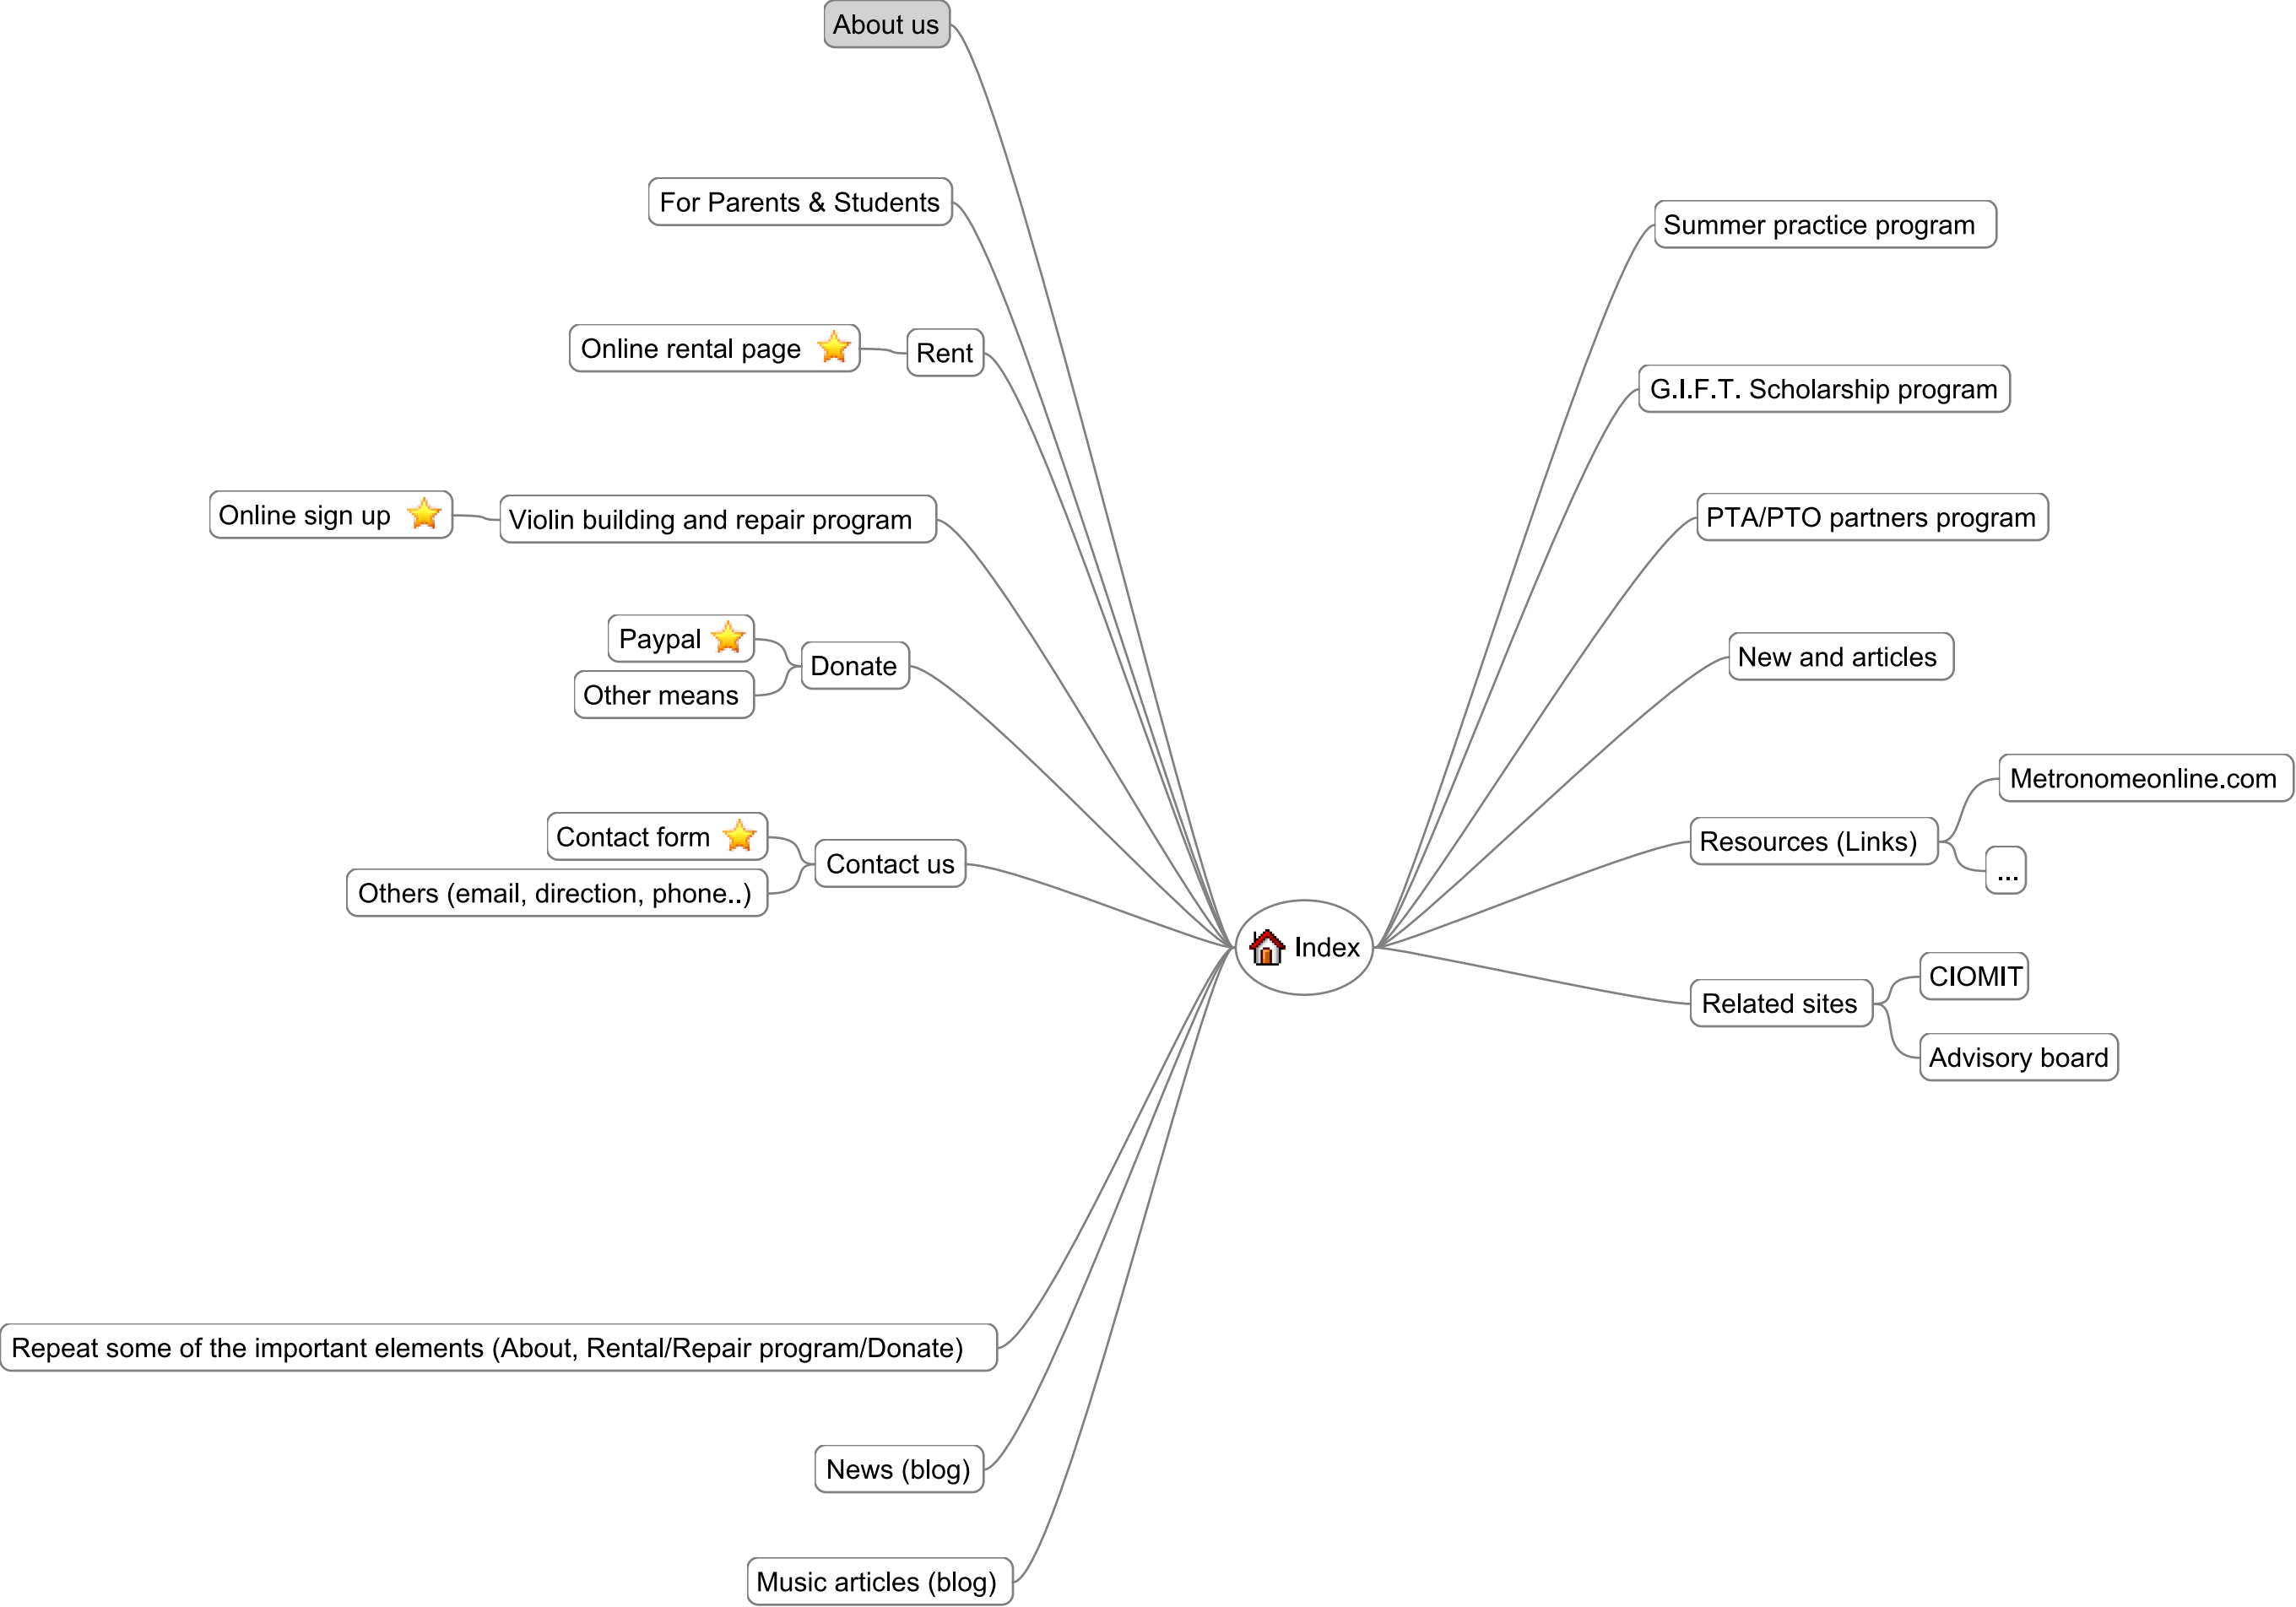 About us
For Parents & Students
Online rental page
Rent
Online sign up
Violin building and repair program
Paypal
Other means
Donate
Contact form
Others (email, direction, phone..)
Contact us
Index
Repeat some of the important elements (About, Rental/Repair program/Donate)
News (blog)
Music articles (blog)
Summer practice program
G.I.F.T. Scholarship program
PTA/PTO partners program
New and articles
Resources (Links)
Metronomeonline.com
...
Related sites
CIOMIT
Advisory board